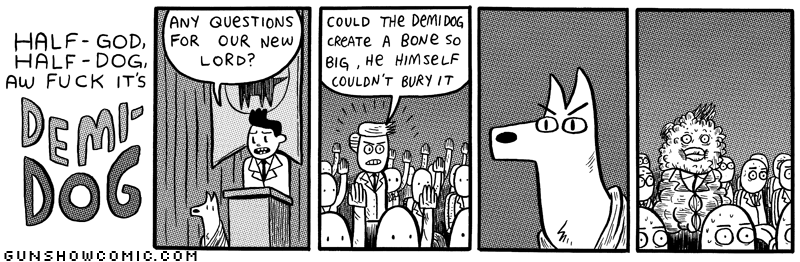 HALF-GOD,
HALF-DOG,
AW FUCK IT'S
DEMI-
DOG
ANY QUESTIONS
FOR OUR NEW
LORD?
COULD THE DEMIDOG
CREATE A BONE SO
BIG, HE HIMSELF
COULDN'T BURY IT
GUNSHOWCOMIC.COM